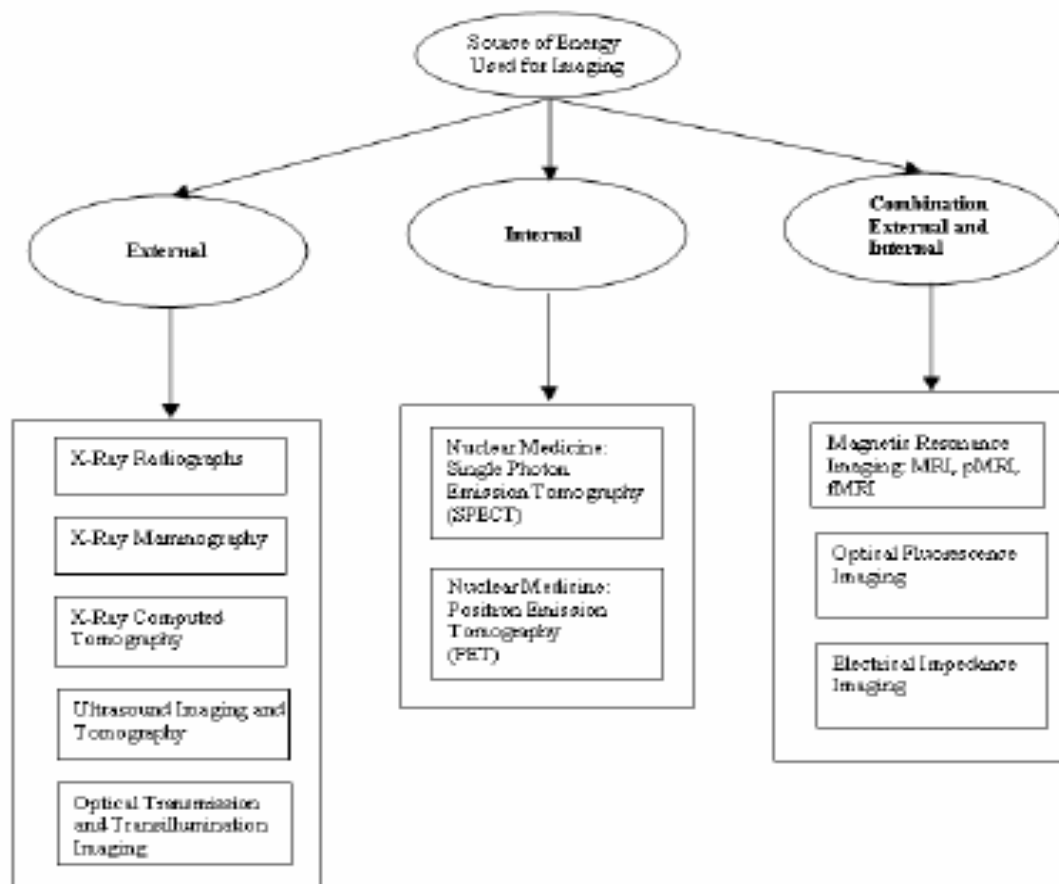 Source of Energy
Used for Imaging
External
Internal
Combination
External and
Internal
X-Ray Radiographs
X-Ray Mammography
X-Ray Computed
Tomography
Ultrasound Imaging and
Tomography
Optical Transmission
and Transillumination
Imaging
Nuclear Medicine:
Single Photon
Emission Tomography
(SPECT)
Nuclear Medicine:
Positron Emission
Tomography
(PET)
Magnetic Resonance
Imaging: MRI, pMRI,
fMRI
Optical Fluorescence
Imaging
Electrical Impedance
Imaging